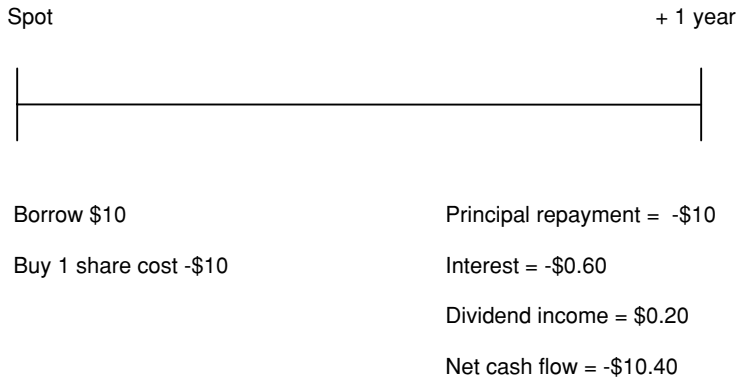 Spot + 1 year
Borrow $10 Principal repayment = -$10
Buy 1 share cost -$10 Interest = -$0.60
Dividend income = $0.20
Net cash flow = -$10.40